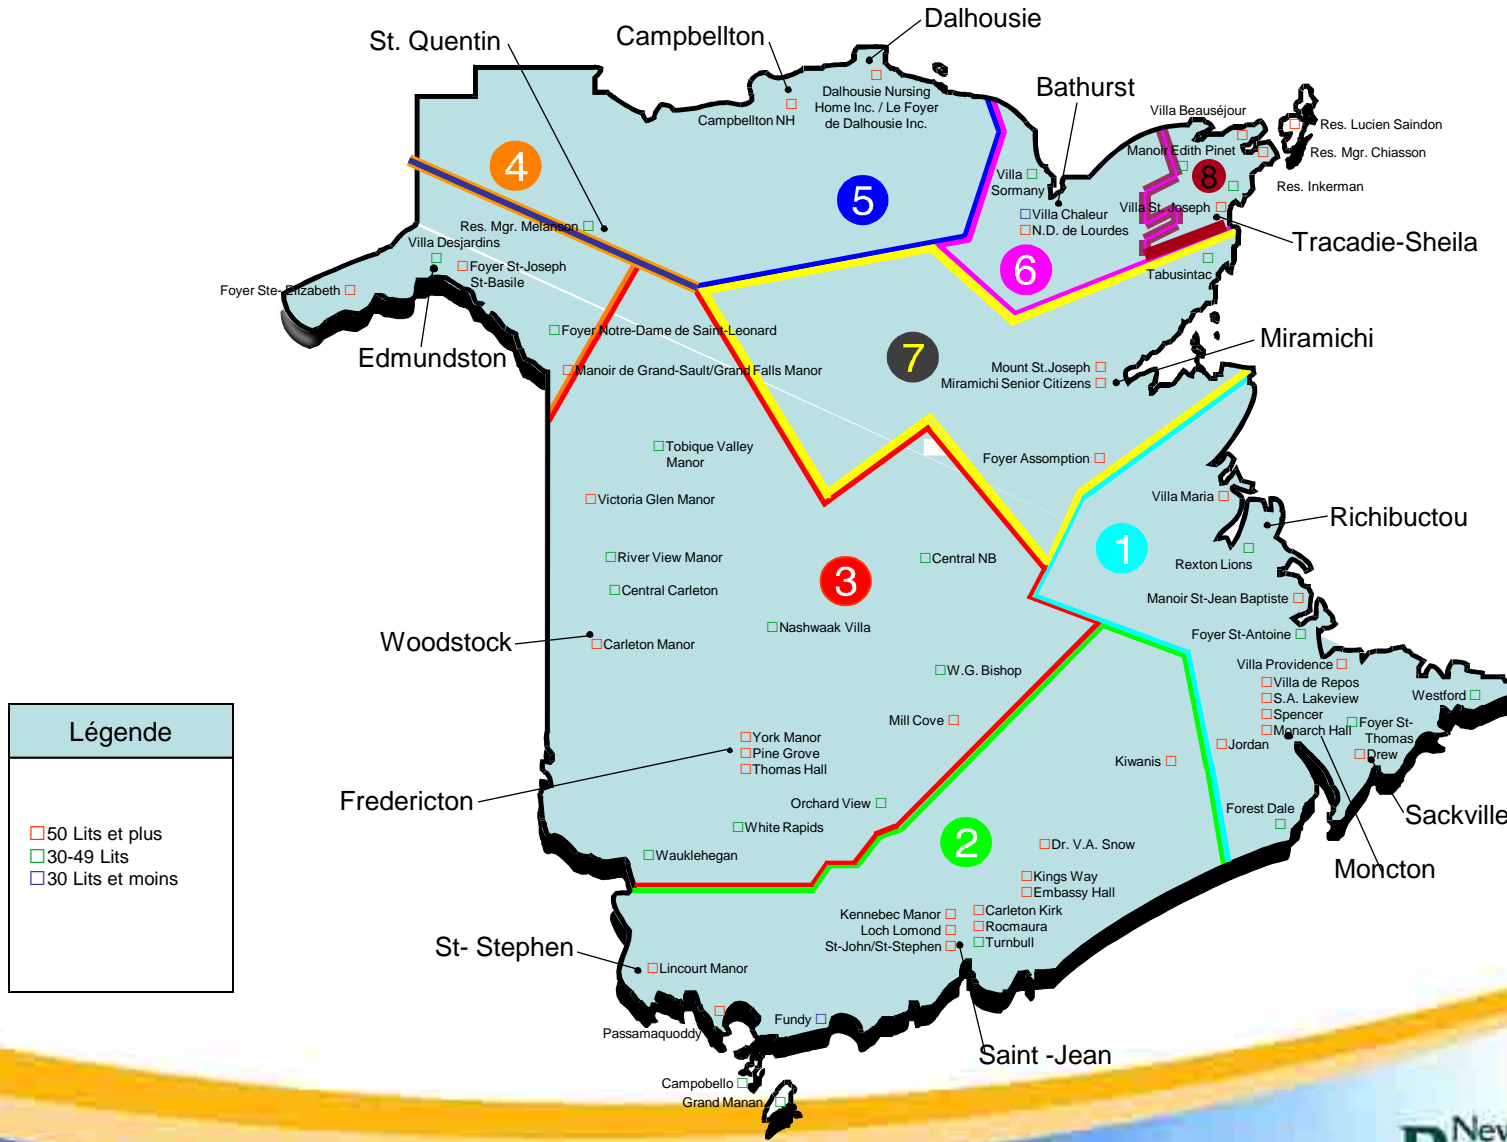 Dalhousie
St. Quentin
Campbellton
Bathurst
Dalhousie Nursing
Home Inc. / Le Foyer
de Dalhousie Inc.
Campbellton NH
Villa Beauséjour
Res. Lucien Saindon
Manoir Edith Pinet
Res. Mgr. Chiasson
4
5
8
Villa
Sormany
Res. Inkerman
Villa St. Joseph
Villa Chaleur
N.D. de Lourdes
Tracadie-Sheila
Res. Mgr. Melanson
Villa Desjardins
Foyer St-Joseph
St-Basile
6
Tabusintac
Foyer Ste- Elizabeth
Foyer Notre-Dame de Saint-Leonard
Edmundston
7
Miramichi
Manoir de Grand-Sault/Grand Falls Manor
Mount St.Joseph
Miramichi Senior Citizens
Tobique Valley
Manor
Foyer Assomption
Victoria Glen Manor
Villa Maria
Richibuctou
1
River View Manor
Central NB
Rexton Lions
3
Central Carleton
Manoir St-Jean Baptiste
Nashwaak Villa
Foyer St-Antoine
Woodstock
Carleton Manor
W.G. Bishop
Villa Providence
Villa de Repos
S.A. Lakeview
Spencer
Monarch Hall
Westford
Foyer St-
Thomas
Drew
Jordan
Mill Cove
York Manor
Pine Grove
Thomas Hall
Kiwanis
Fredericton
Orchard View
Forest Dale
Sackville
White Rapids
2
Dr. V.A. Snow
Wauklehegan
Moncton
Kings Way
Embassy Hall
Kennebec Manor
Loch Lomond
St-John/St-Stephen
Carleton Kirk
Rocmaura
Turnbull
St- Stephen
Lincourt Manor
Passamaquoddy
Fundy
Saint -Jean
Campobello
Grand Manan
Légende
50 Lits et plus
30-49 Lits
30 Lits et moins